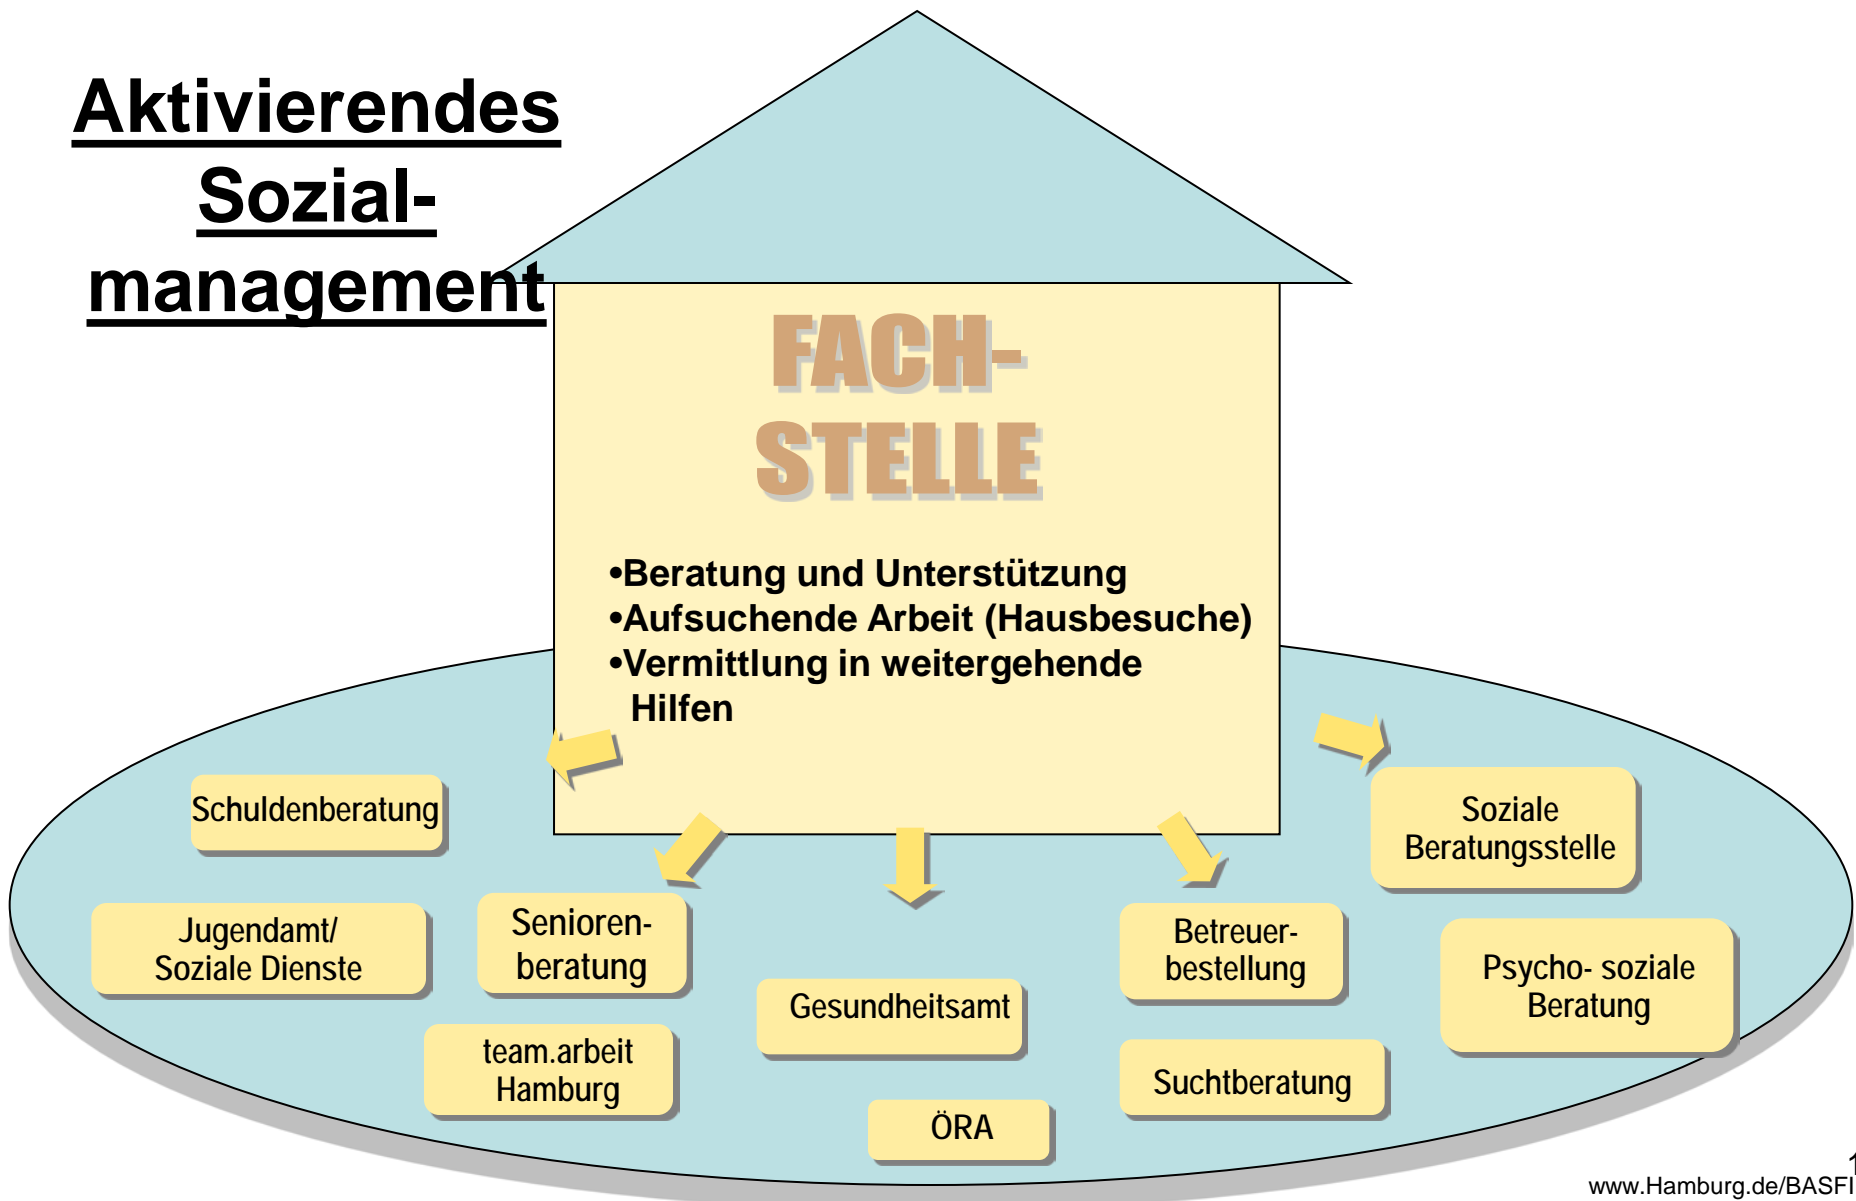 Aktivierendes
Sozial-
management
FACH-
STELLE
•Beratung und Unterstützung
•Aufsuchende Arbeit (Hausbesuche)
•Vermittlung in weitergehende
Hilfen
Schuldenberatung
Soziale
Beratungsstelle
Jugendamt/
Soziale Dienste
Senioren-
beratung
Betreuer-
bestellung
Psycho- soziale
Beratung
Gesundheitsamt
team.arbeit
Hamburg
Suchtberatung
ÖRA
1
www.Hamburg.de/BASFI